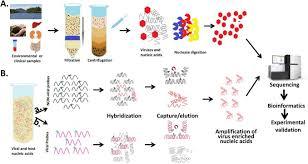 A.
Environmental or
clinical samples
Filtration
Centrifugation
Viruses and
nucleic acids
Nuclease digestion
B.
Viral and host
nucleic acids
Hybridization
Capture/elution
Amplification of
virus enriched
nucleic acids
Sequencing
Bioinformatics
Experimental
validation